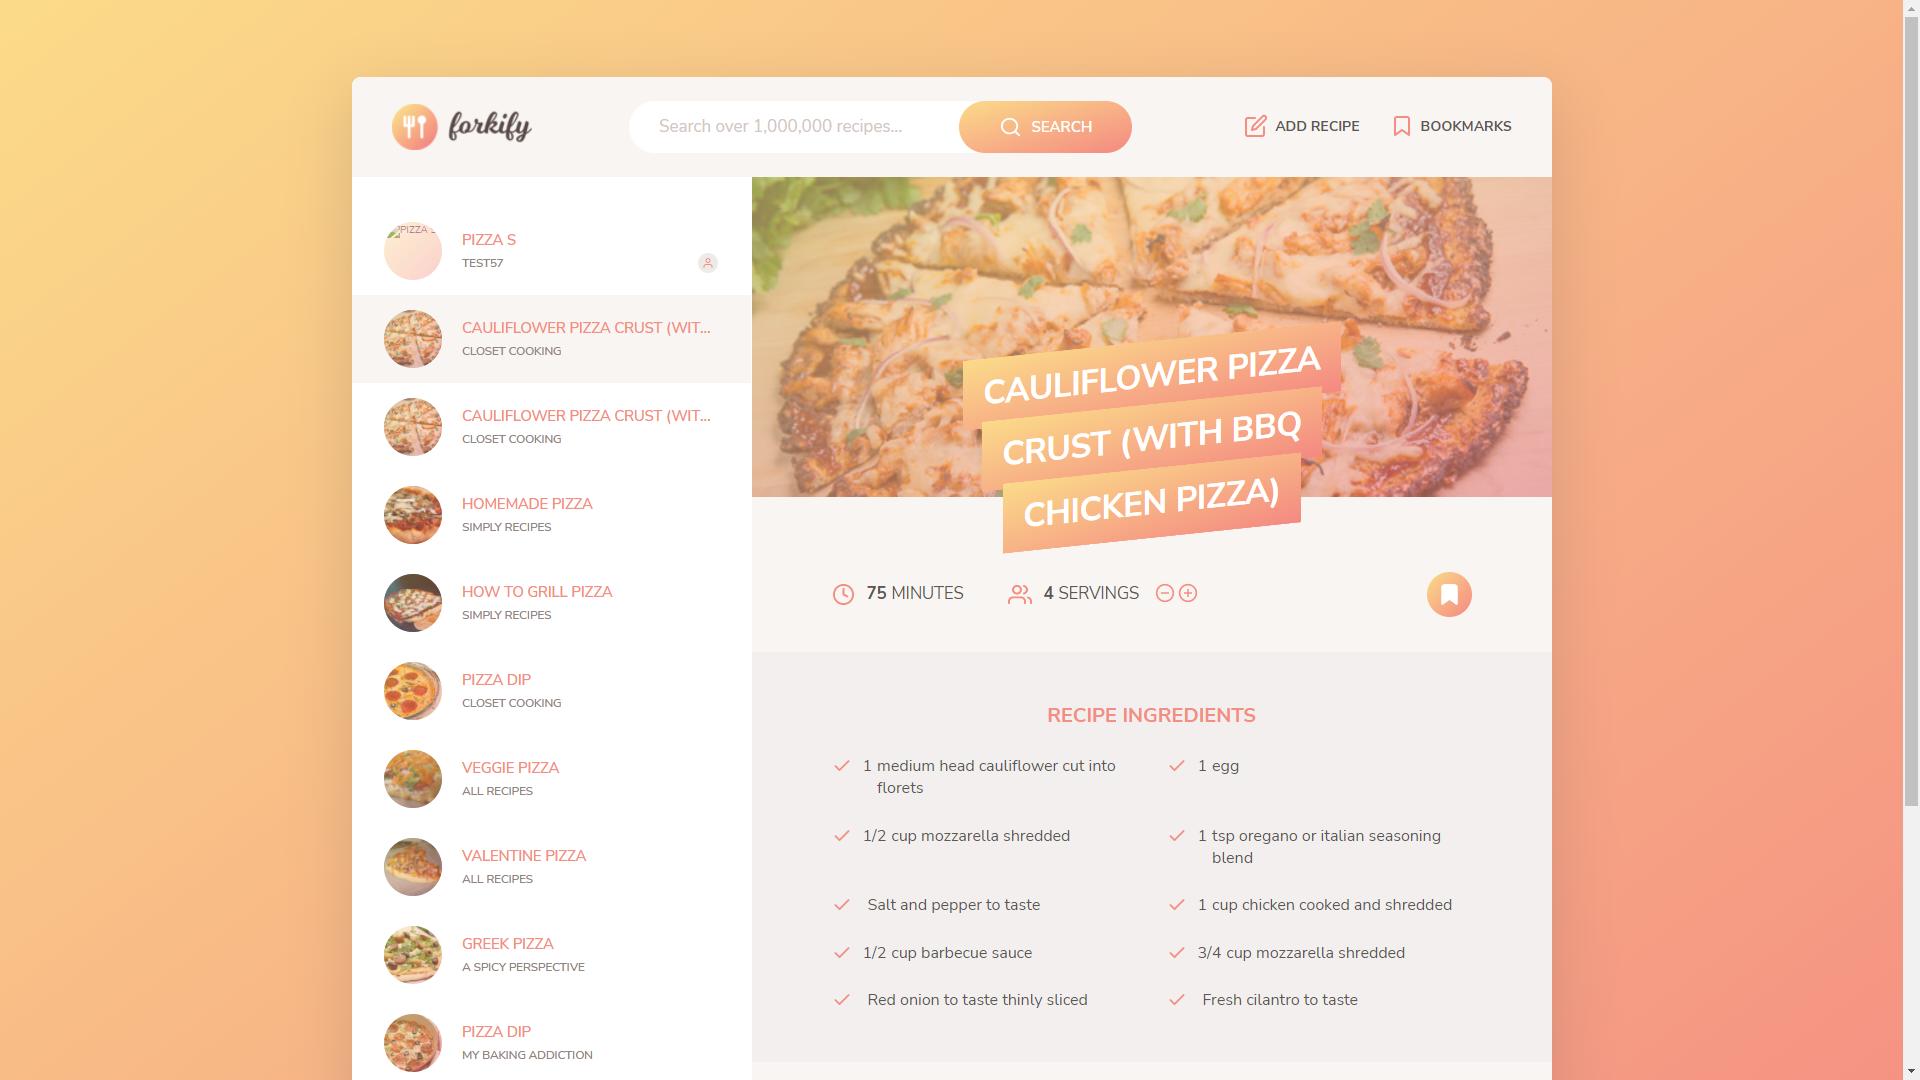 forkify
Search over 1,000,000 recipes...
SEARCH
ADD RECIPE
BOOKMARKS
PIZZA S
PIZZA S
TEST57
CAULIFLOWER PIZZA CRUST (WIT...
CLOSET COOKING
CAULIFLOWER PIZZA CRUST (WIT...
CLOSET COOKING
HOMEMADE PIZZA
SIMPLY RECIPES
HOW TO GRILL PIZZA
SIMPLY RECIPES
PIZZA DIP
CLOSET COOKING
VEGGIE PIZZA
ALL RECIPES
VALENTINE PIZZA
ALL RECIPES
GREEK PIZZA
A SPICY PERSPECTIVE
PIZZA DIP
MY BAKING ADDICTION
CAULIFLOWER PIZZA
CRUST (WITH BBQ
CHICKEN PIZZA)
75 MINUTES
4 SERVINGS
RECIPE INGREDIENTS
1 medium head cauliflower cut into
florets
1 egg
1/2 cup mozzarella shredded
1 tsp oregano or italian seasoning
blend
Salt and pepper to taste
1 cup chicken cooked and shredded
1/2 cup barbecue sauce
3/4 cup mozzarella shredded
Red onion to taste thinly sliced
Fresh cilantro to taste